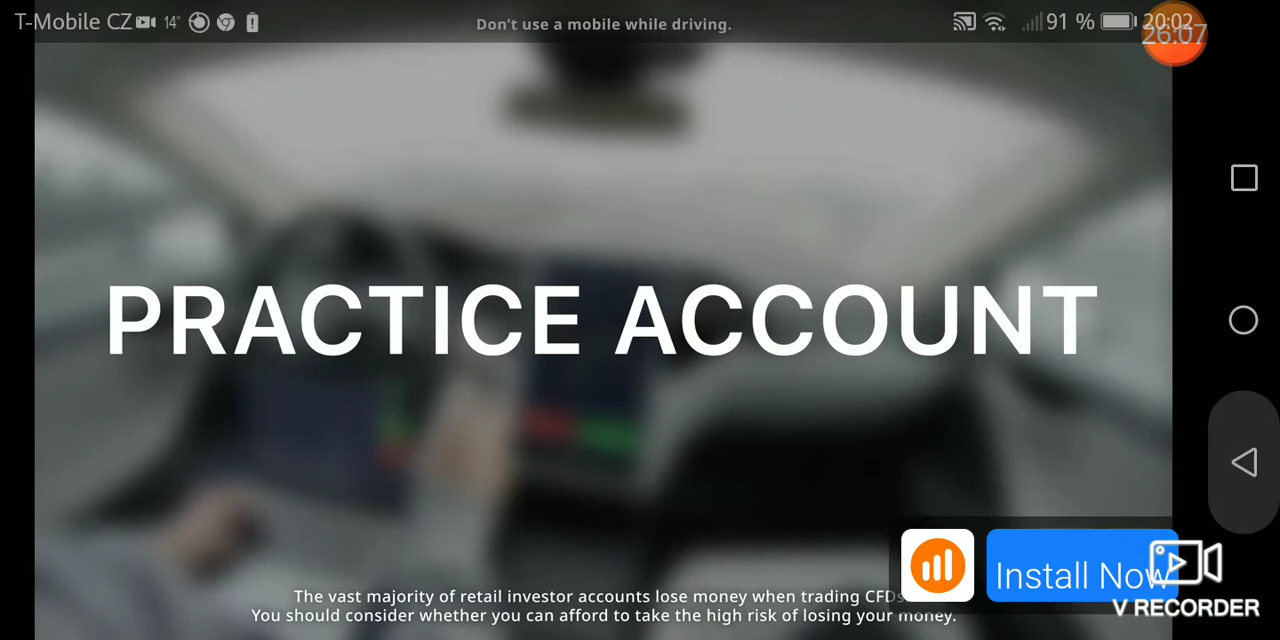 T-Mobile CZ 14° Don't use a mobile while driving. 91 % 20:02
26:07
PRACTICE ACCOUNT
Install Now
The vast majority of retail investor accounts lose money when trading CFDs.
You should consider whether you can afford to take the high risk of losing your money.
V RECORDER